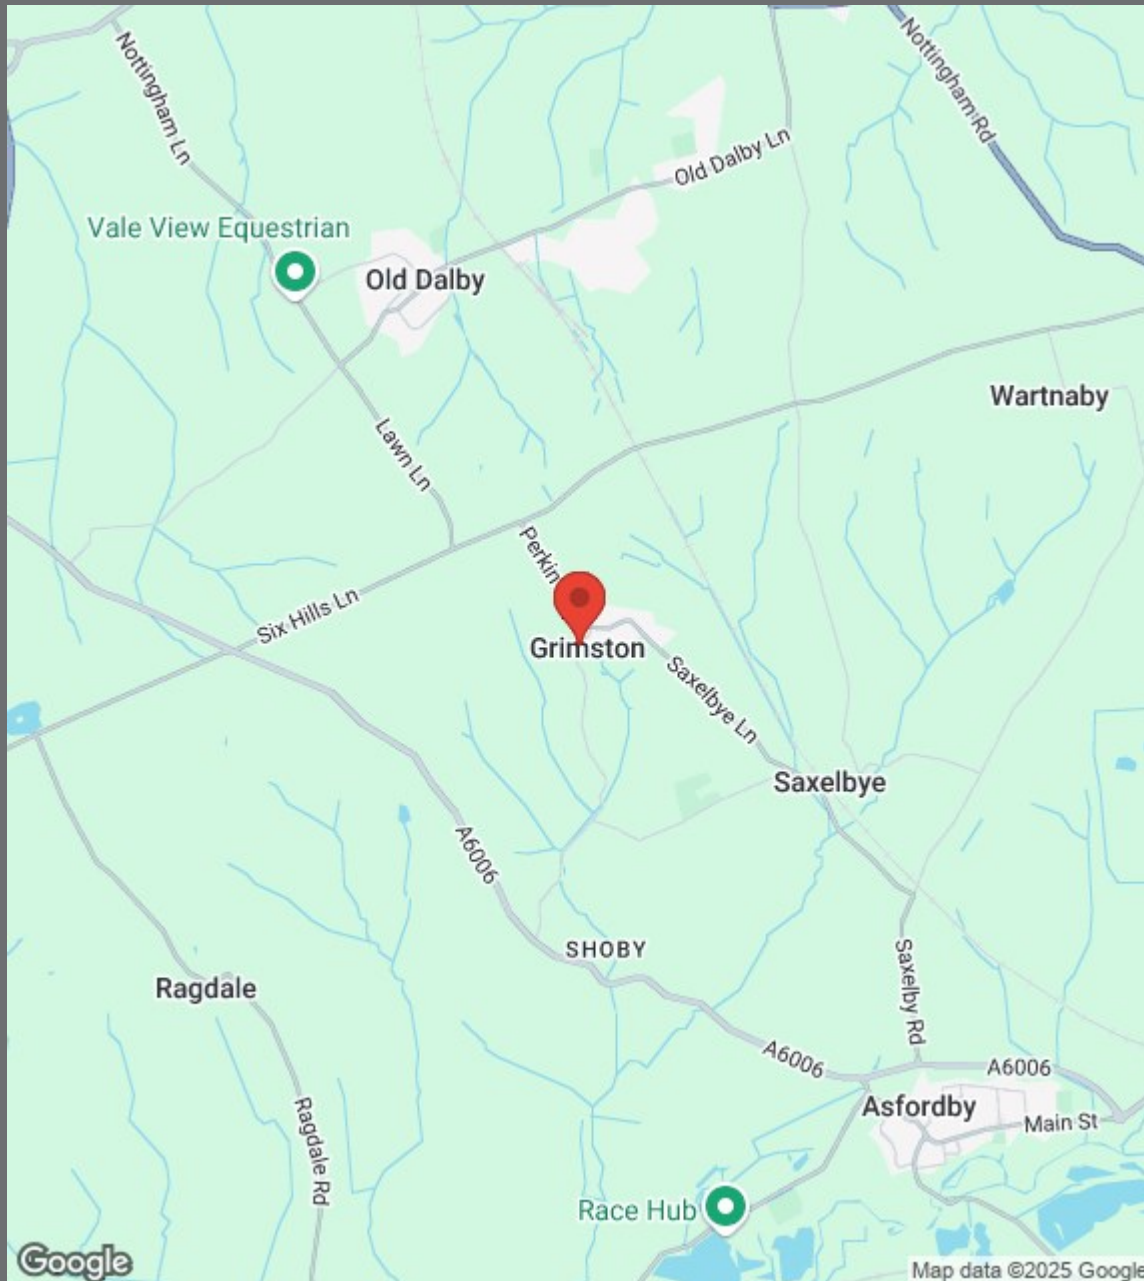 Nottingham Ln
Nottingham Rd
Old Dalby Ln
Vale View Equestrian
Old Dalby
Wartnaby
Lawn Ln
Six Hills Ln
Grimston
Saxelbye Ln
Saxelbye
A6006
SHOBY
Ragdale
Saxelby Rd
A6006
A6006
Asfordby
Main St
Ragdale Rd
Race Hub
Google
Map data ©2025 Google